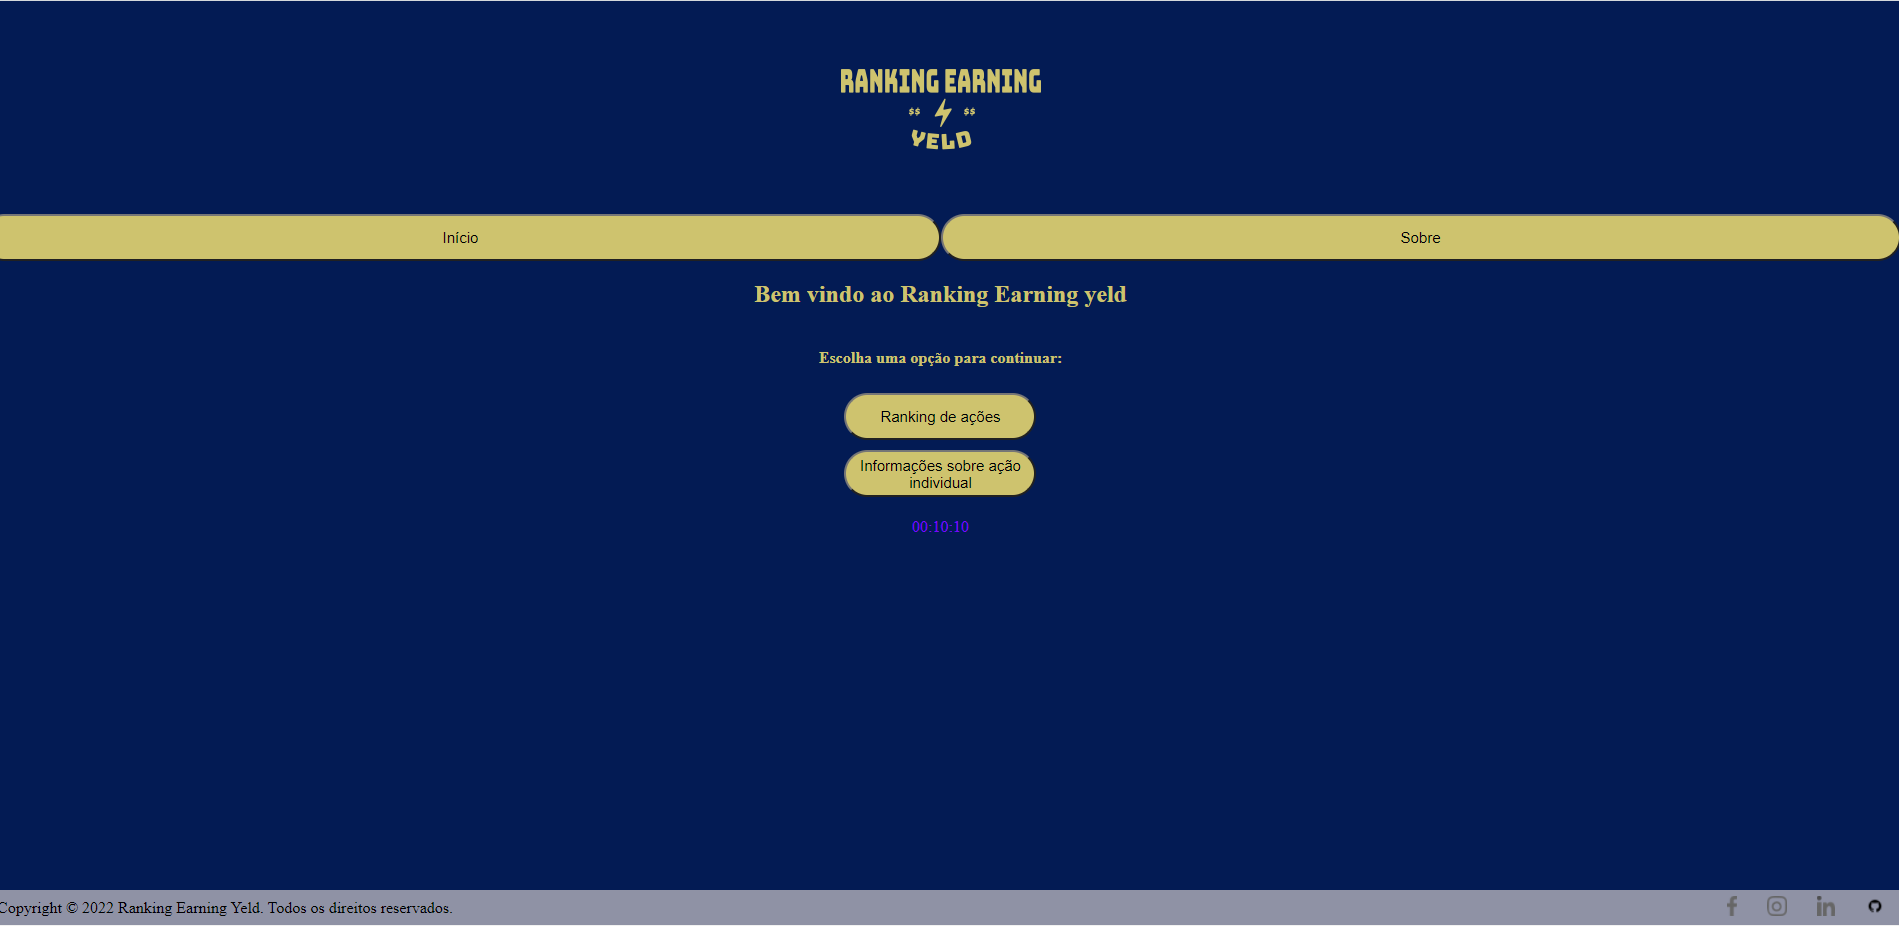 RANKING EARNING
$$ $$
YELD
Início
Sobre
Bem vindo ao Ranking Earning yeld
Escolha uma opção para continuar:
Ranking de ações
Informações sobre ação
individual
00:10:10
Copyright © 2022 Ranking Earning Yeld. Todos os direitos reservados.